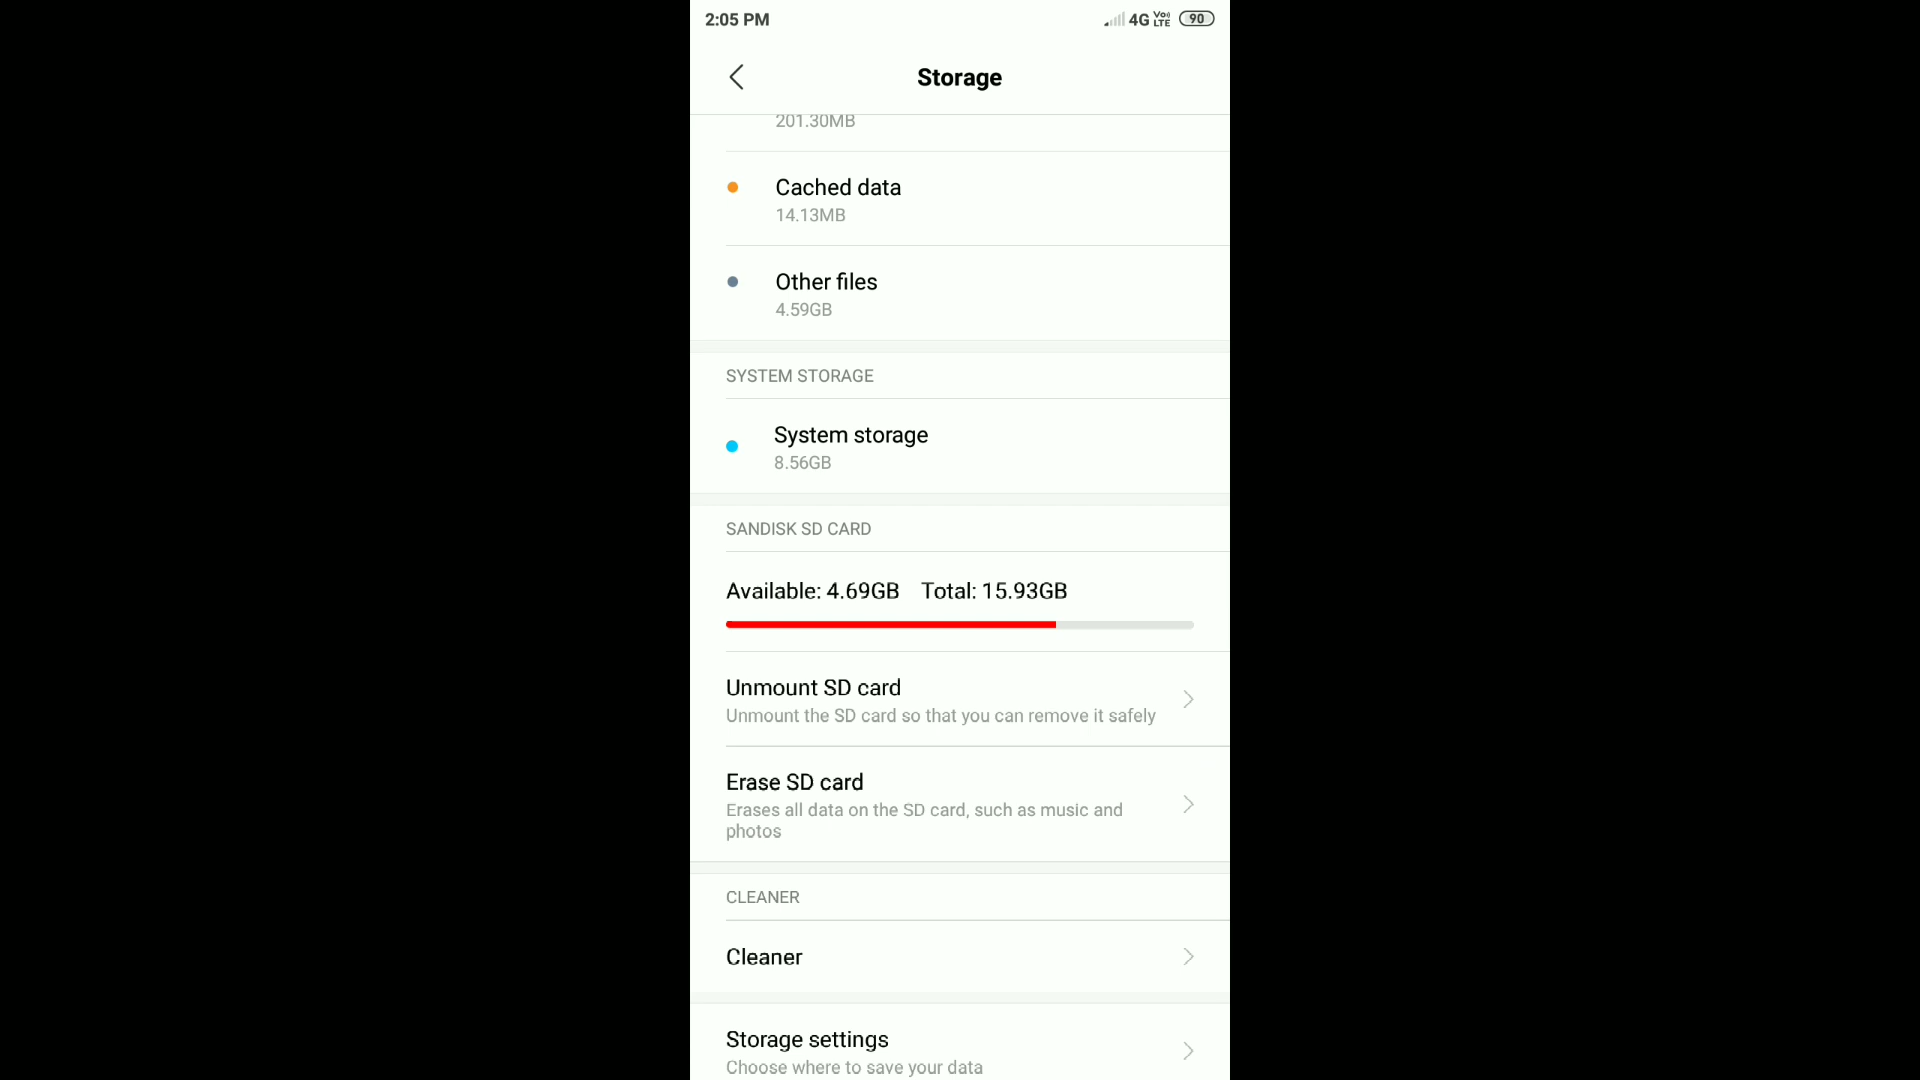 2:05 PM 4G Vo) LTE 90
Storage
201.30MB
Cached data
14.13MB
Other files
4.59GB
SYSTEM STORAGE
System storage
8.56GB
SANDISK SD CARD
Available: 4.69GB Total: 15.93GB
Unmount SD card
Unmount the SD card so that you can remove it safely
Erase SD card
Erases all data on the SD card, such as music and
photos
CLEANER
Cleaner
Storage settings
Choose where to save your data